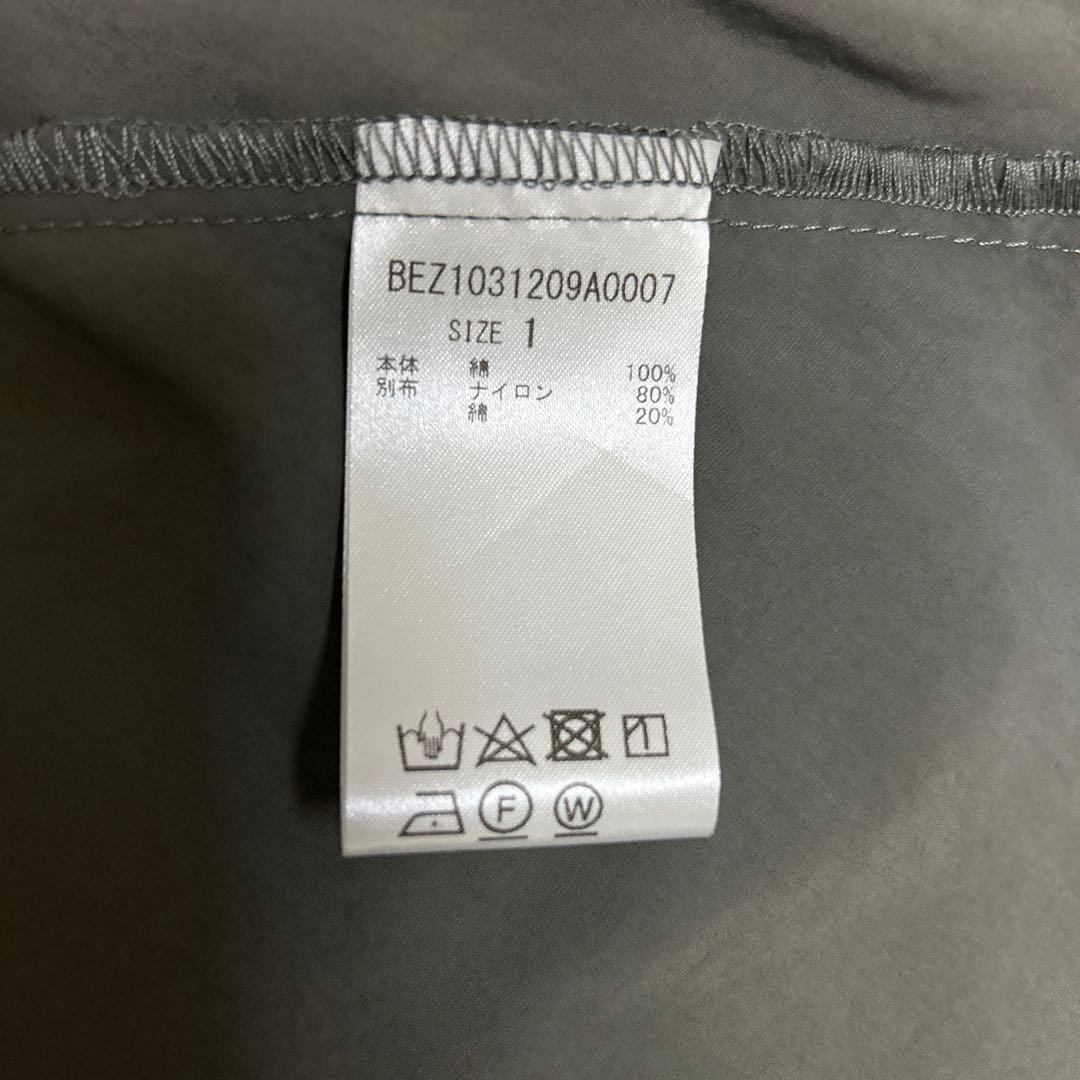 BEZ1031209A0007
SIZE 1
本体 綿 100%
別布 ナイロン 80%
綿 20%
F W